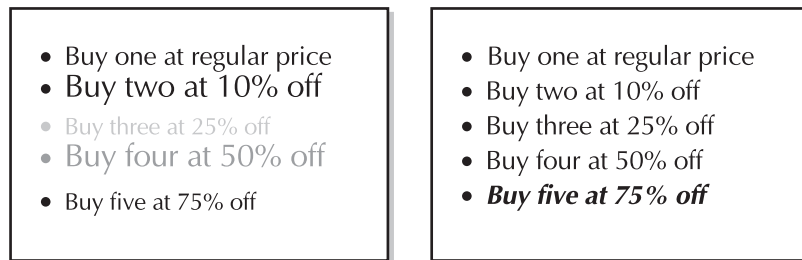 • Buy one at regular price
• Buy two at 10% off
• Buy three at 25% off
• Buy four at 50% off
• Buy five at 75% off
• Buy one at regular price
• Buy two at 10% off
• Buy three at 25% off
• Buy four at 50% off
• Buy five at 75% off